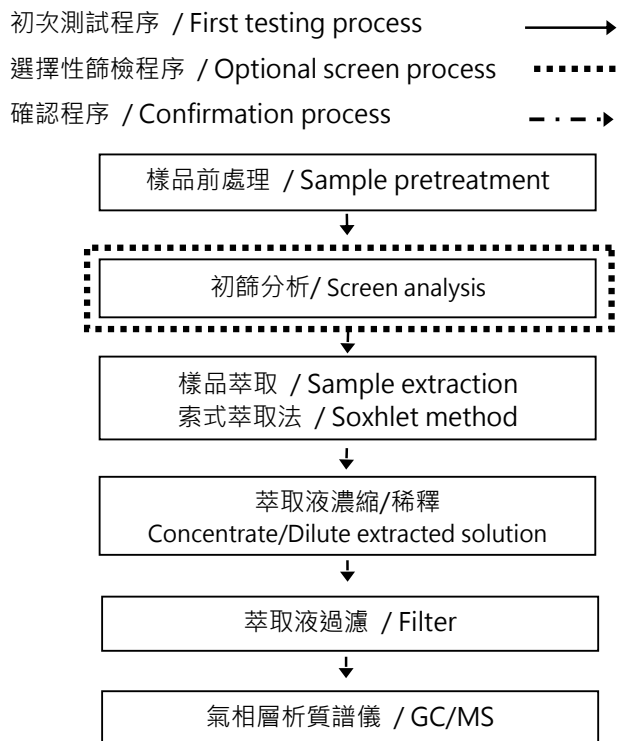 初次測試程序 / First testing process
選擇性篩檢程序 / Optional screen process
確認程序 / Confirmation process
樣品前處理 / Sample pretreatment
初篩分析/ Screen analysis
樣品萃取 / Sample extraction
索式萃取法 / Soxhlet method
萃取液濃縮/稀釋
Concentrate/Dilute extracted solution
萃取液過濾 / Filter
氣相層析質譜儀 / GC/MS